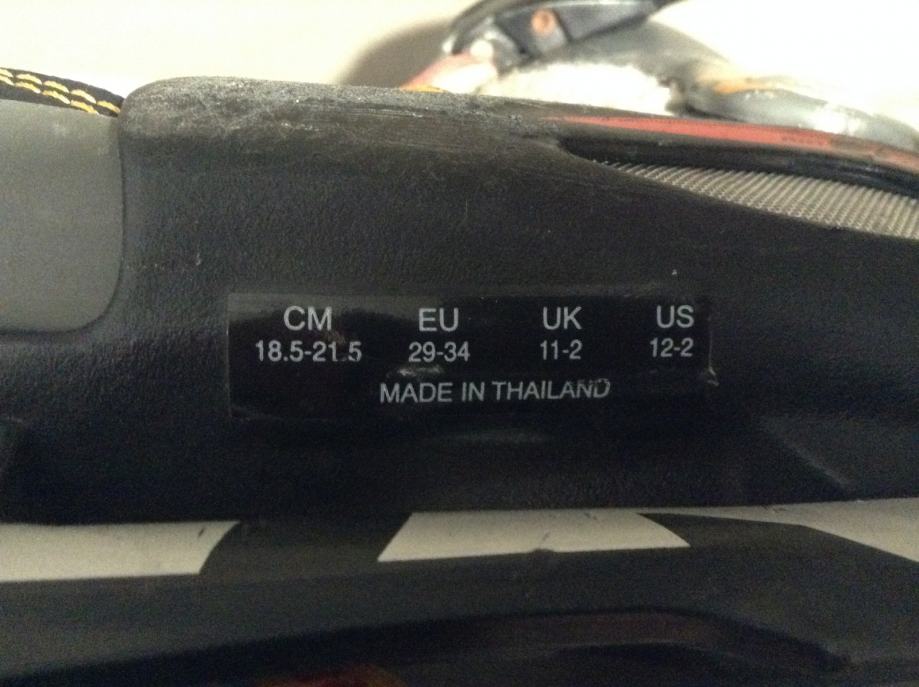 CM EU UK US
18.5-21.5 29-34 11-2 12-2
MADE IN THAILAND